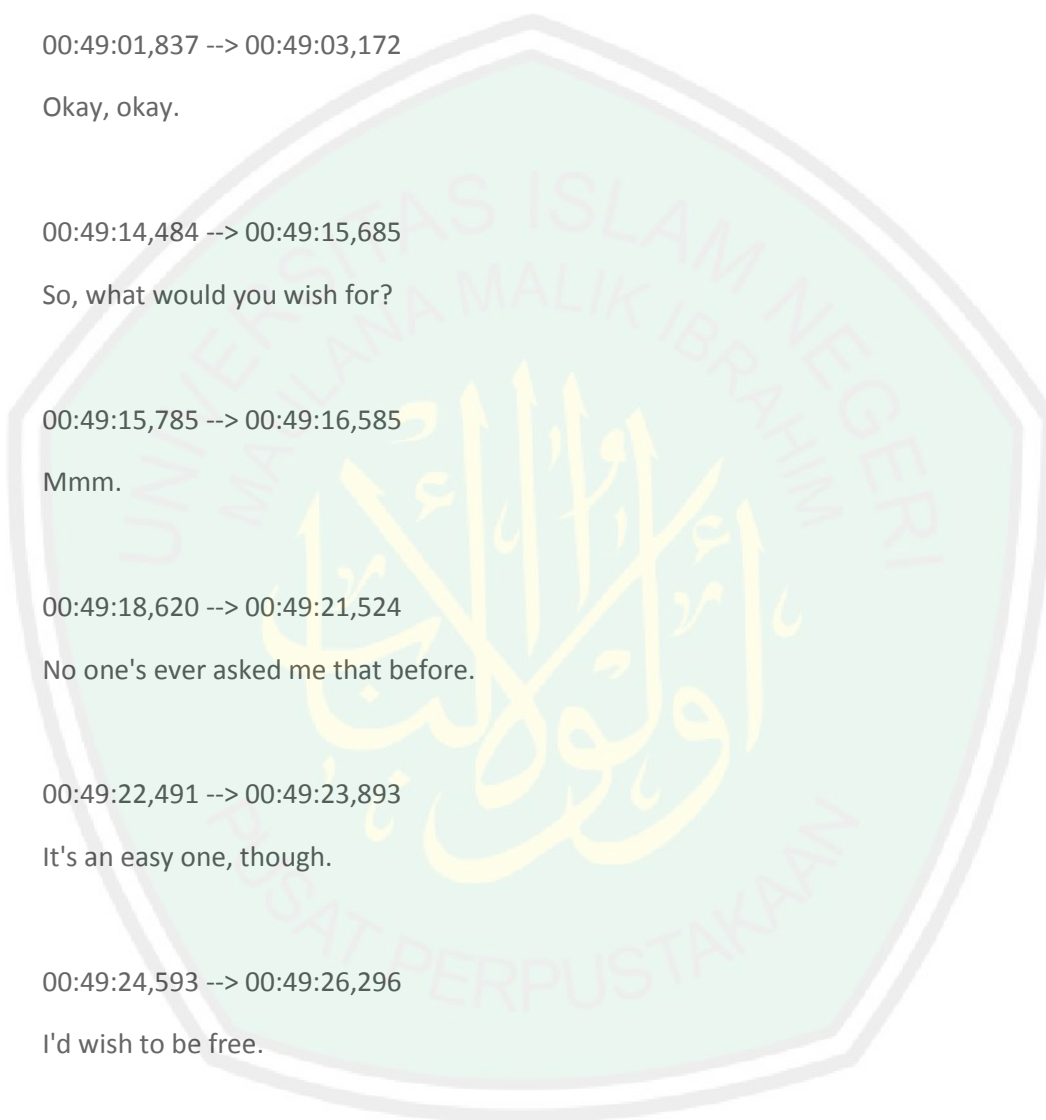 00:49:01,837 --> 00:49:03,172
Okay, okay.
00:49:14,484 --> 00:49:15,685
So, what would you wish for?
00:49:15,785 --> 00:49:16,585
Mmm.
00:49:18,620 --> 00:49:21,524
No one's ever asked me that before.
00:49:22,491 --> 00:49:23,893
It's an easy one, though.
00:49:24,593 --> 00:49:26,296
I'd wish to be free.
UNIVERSITAS ISLAM NEGERI
MAULANA MALIK IBRAHIM
أولوا الألباب
PUSAT PERPUSTAKAAN